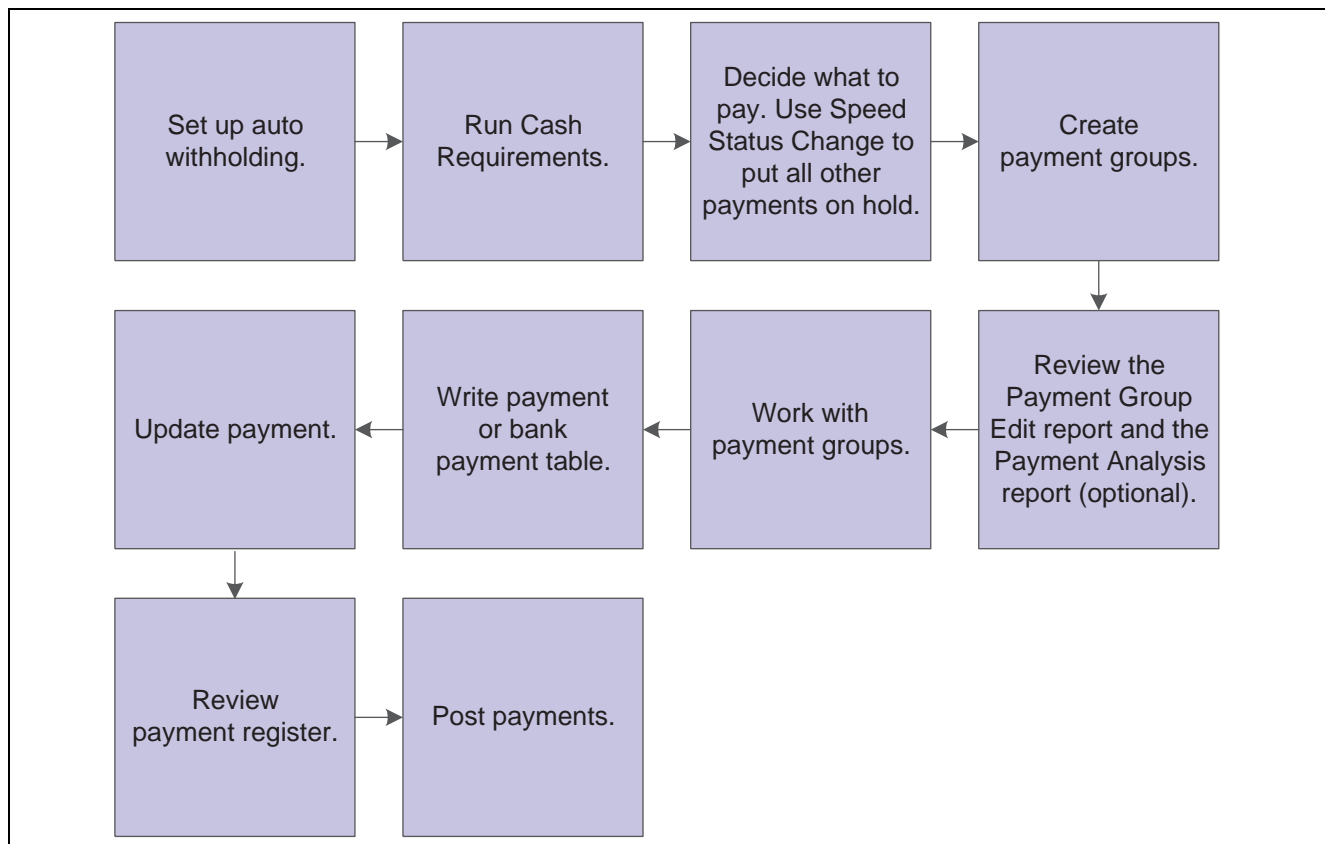 Set up auto
withholding.
Run Cash
Requirements.
Decide what to
pay. Use Speed
Status Change to
put all other
payments on hold.
Create
payment groups.
Review the
Payment Group
Edit report and the
Payment Analysis
report (optional).
Work with
payment groups.
Write payment
or bank
payment table.
Update payment.
Review
payment register.
Post payments.